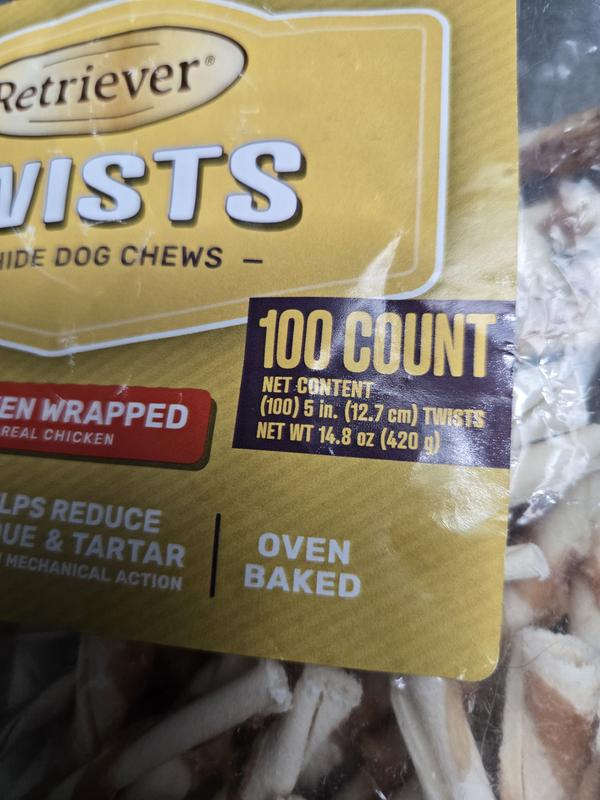 Retriever®
WISTS
HIDE DOG CHEWS —
100 COUNT
NET CONTENT
(100) 5 in. (12.7 cm) TWISTS
NET WT 14.8 oz (420 g)
EN WRAPPED
REAL CHICKEN
LPS REDUCE
QUE & TARTAR
MECHANICAL ACTION
OVEN
BAKED